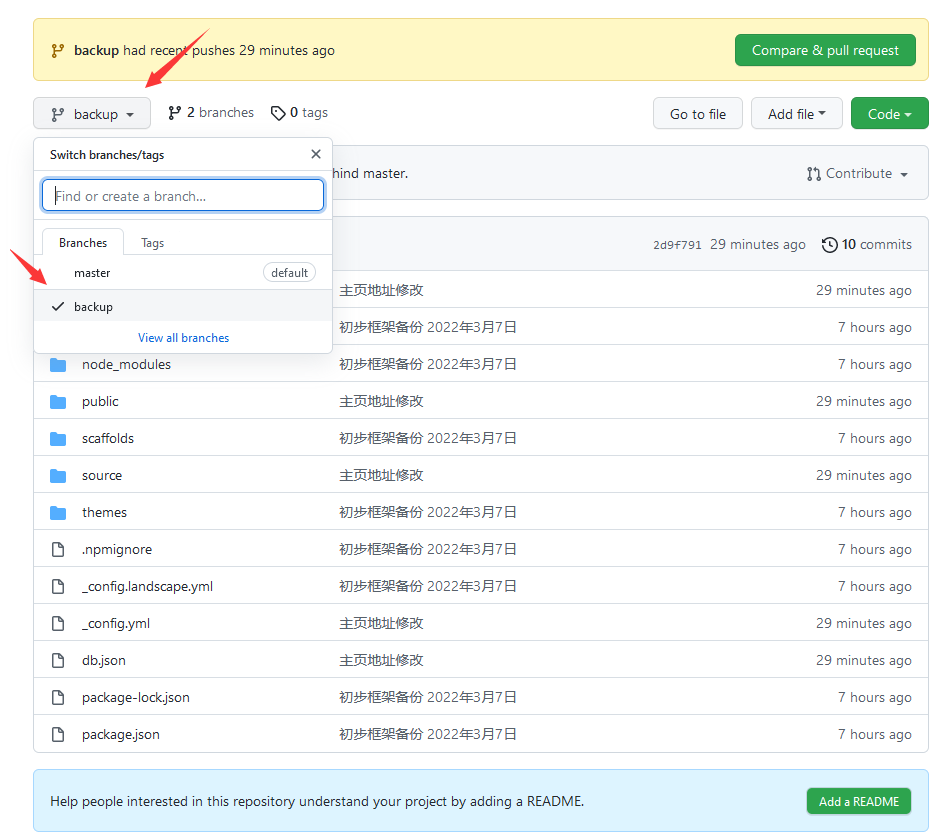 backup had recent pushes 29 minutes ago
Compare & pull request
backup
2 branches
0 tags
Go to file
Add file
Code
Switch branches/tags
hind master.
Contribute
Find or create a branch...
Branches
Tags
2d9f791 29 minutes ago
10 commits
master
default
主页地址修改
29 minutes ago
backup
初步框架备份 2022年3月7日
7 hours ago
View all branches
node_modules
初步框架备份 2022年3月7日
7 hours ago
public
主页地址修改
29 minutes ago
scaffolds
初步框架备份 2022年3月7日
7 hours ago
source
主页地址修改
29 minutes ago
themes
初步框架备份 2022年3月7日
7 hours ago
.npmignore
初步框架备份 2022年3月7日
7 hours ago
_config.landscape.yml
初步框架备份 2022年3月7日
7 hours ago
_config.yml
主页地址修改
29 minutes ago
db.json
主页地址修改
29 minutes ago
package-lock.json
初步框架备份 2022年3月7日
7 hours ago
package.json
初步框架备份 2022年3月7日
7 hours ago
Help people interested in this repository understand your project by adding a README.
Add a README